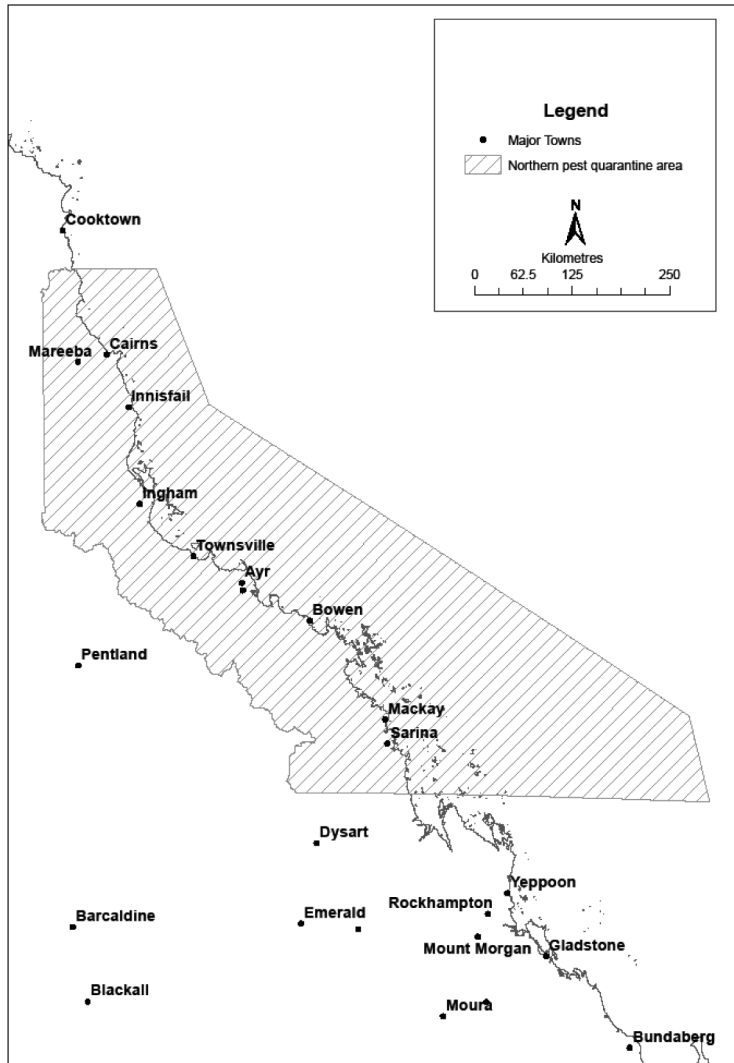 Legend
Major Towns
Northern pest quarantine area
N
Kilometres
0 62.5 125 250
Cooktown
Cairns
Mareeba
Innisfail
Ingham
Townsville
Ayr
Bowen
Pentland
Mackay
Sarina
Dysart
Yeppoon
Rockhampton
Barcaldine
Emerald
Mount Morgan
Gladstone
Blackall
Moura
Bundaberg